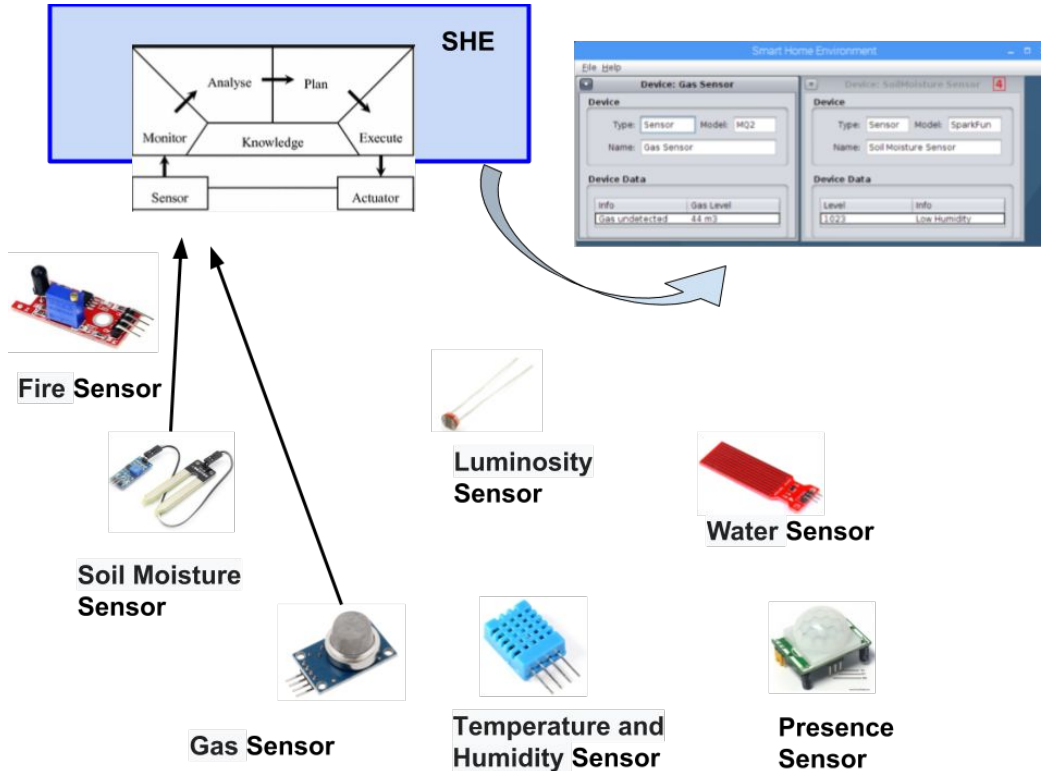 SHE
Analyse
Plan
Monitor
Knowledge
Execute
Sensor
Actuator
Smart Home Environment
File Help
Device: Gas Sensor
Device
Type: Sensor Model: MQ2
Name: Gas Sensor
Device Data
Info Gas Level
Gas undetected 44 m3
Device: SoilMoisture Sensor 4
Device
Type: Sensor Model: SparkFun
Name: Soil Moisture Sensor
Device Data
Level Info
1023 Low Humidity
Fire Sensor
Luminosity
Sensor
Water Sensor
Soil Moisture
Sensor
Gas Sensor
Temperature and
Humidity Sensor
Presence
Sensor